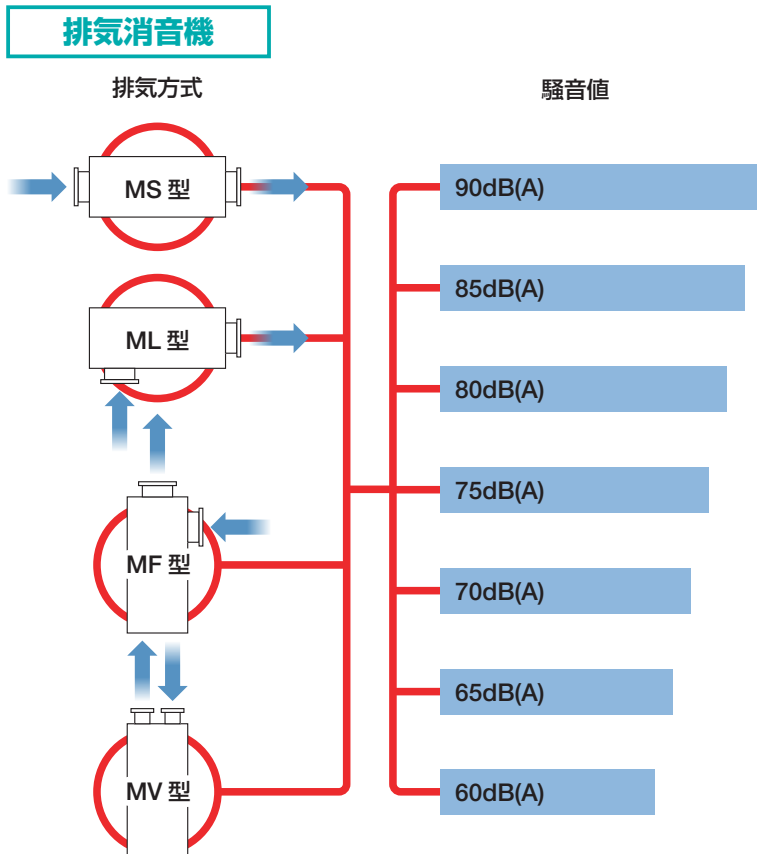 排気消音機
排気方式
騒音値
MS 型
ML 型
MF 型
MV 型
90dB(A)
85dB(A)
80dB(A)
75dB(A)
70dB(A)
65dB(A)
60dB(A)